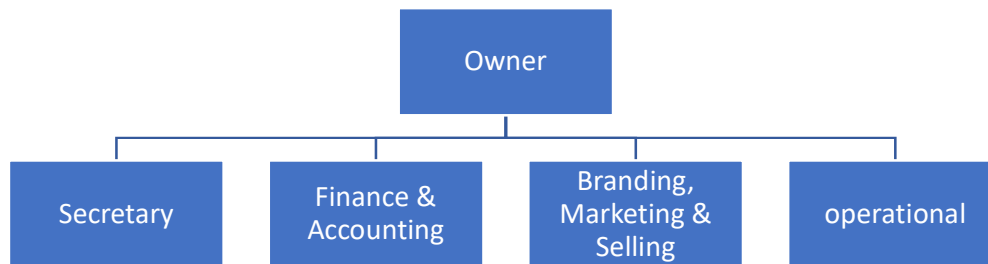 Owner
Secretary
Finance &
Accounting
Branding,
Marketing &
Selling
operational